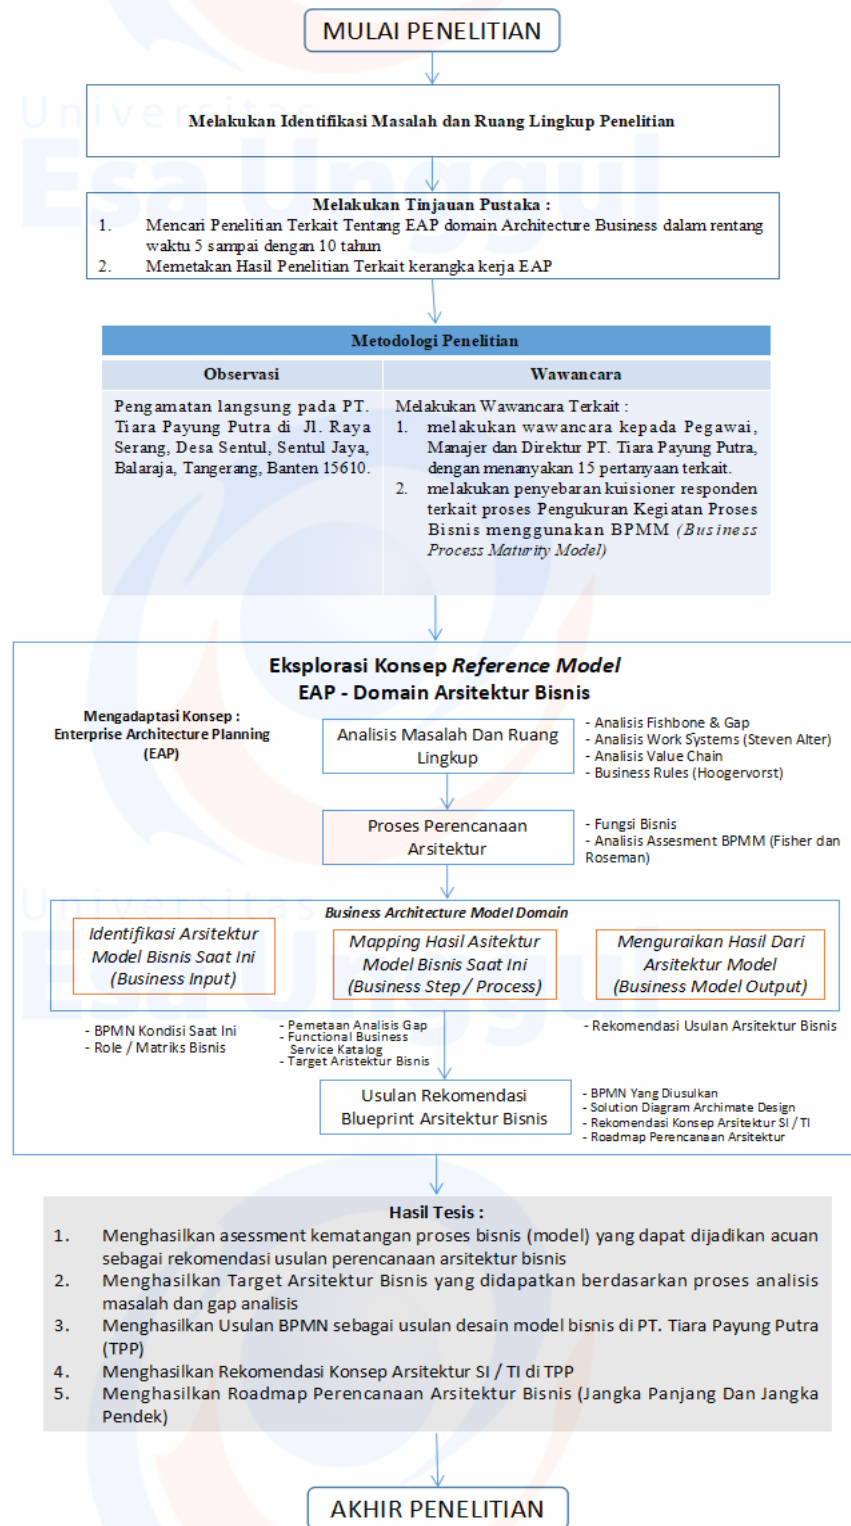 MULAI PENELITIAN
Universitas
Esa Unggul
Melakukan Identifikasi Masalah dan Ruang Lingkup Penelitian
Melakukan Tinjauan Pustaka :
1. Mencari Penelitian Terkait Tentang EAP domain Architecture Business dalam rentang
waktu 5 sampai dengan 10 tahun
2. Memetakan Hasil Penelitian Terkait kerangka kerja EAP
Metodologi Penelitian
Observasi
Pengamatan langsung pada PT.
Tiara Payung Putra di Jl. Raya
Serang, Desa Sentul, Sentul Jaya,
Balaraja, Tangerang, Banten 15610.
Wawancara
Melakukan Wawancara Terkait :
1. melakukan wawancara kepada Pegawai,
Manajer dan Direktur PT. Tiara Payung Putra,
dengan menanyakan 15 pertanyaan terkait.
2. melakukan penyebaran kuisioner responden
terkait proses Pengukuran Kegiatan Proses
Bisnis menggunakan BPMM (Business
Process Maturity Model)
Eksplorasi Konsep Reference Model
EAP - Domain Arsitektur Bisnis
Mengadaptasi Konsep :
Enterprise Architecture Planning
(EAP)
Analisis Masalah Dan Ruang
Lingkup
- Analisis Fishbone & Gap
- Analisis Work Systems (Steven Alter)
- Analisis Value Chain
- Business Rules (Hoogervorst)
Proses Perencanaan
Arsitektur
- Fungsi Bisnis
- Analisis Assesment BPMM (Fisher dan
Roseman)
Universitas
Esa Unggul
Business Architecture Model Domain
Identifikasi Arsitektur
Model Bisnis Saat Ini
(Business Input)
Mapping Hasil Asitektur
Model Bisnis Saat Ini
(Business Step / Process)
Menguraikan Hasil Dari
Arsitektur Model
(Business Model Output)
- BPMN Kondisi Saat Ini
- Role / Matriks Bisnis
- Pemetaan Analisis Gap
- Functional Business
Service Katalog
- Target Aristektur Bisnis
- Rekomendasi Usulan Arsitektur Bisnis
Usulan Rekomendasi
Blueprint Arsitektur Bisnis
- BPMN Yang Diusulkan
- Solution Diagram Archimate Design
- Rekomendasi Konsep Arsitektur SI / TI
- Roadmap Perencanaan Arsitektur
Hasil Tesis :
1. Menghasilkan asessment kematangan proses bisnis (model) yang dapat dijadikan acuan
sebagai rekomendasi usulan perencanaan arsitektur bisnis
2. Menghasilkan Target Arsitektur Bisnis yang didapatkan berdasarkan proses analisis
masalah dan gap analisis
3. Menghasilkan Usulan BPMN sebagai usulan desain model bisnis di PT. Tiara Payung Putra
(TPP)
4. Menghasilkan Rekomendasi Konsep Arsitektur SI / TI di TPP
5. Menghasilkan Roadmap Perencanaan Arsitektur Bisnis (Jangka Panjang Dan Jangka
Pendek)
AKHIR PENELITIAN